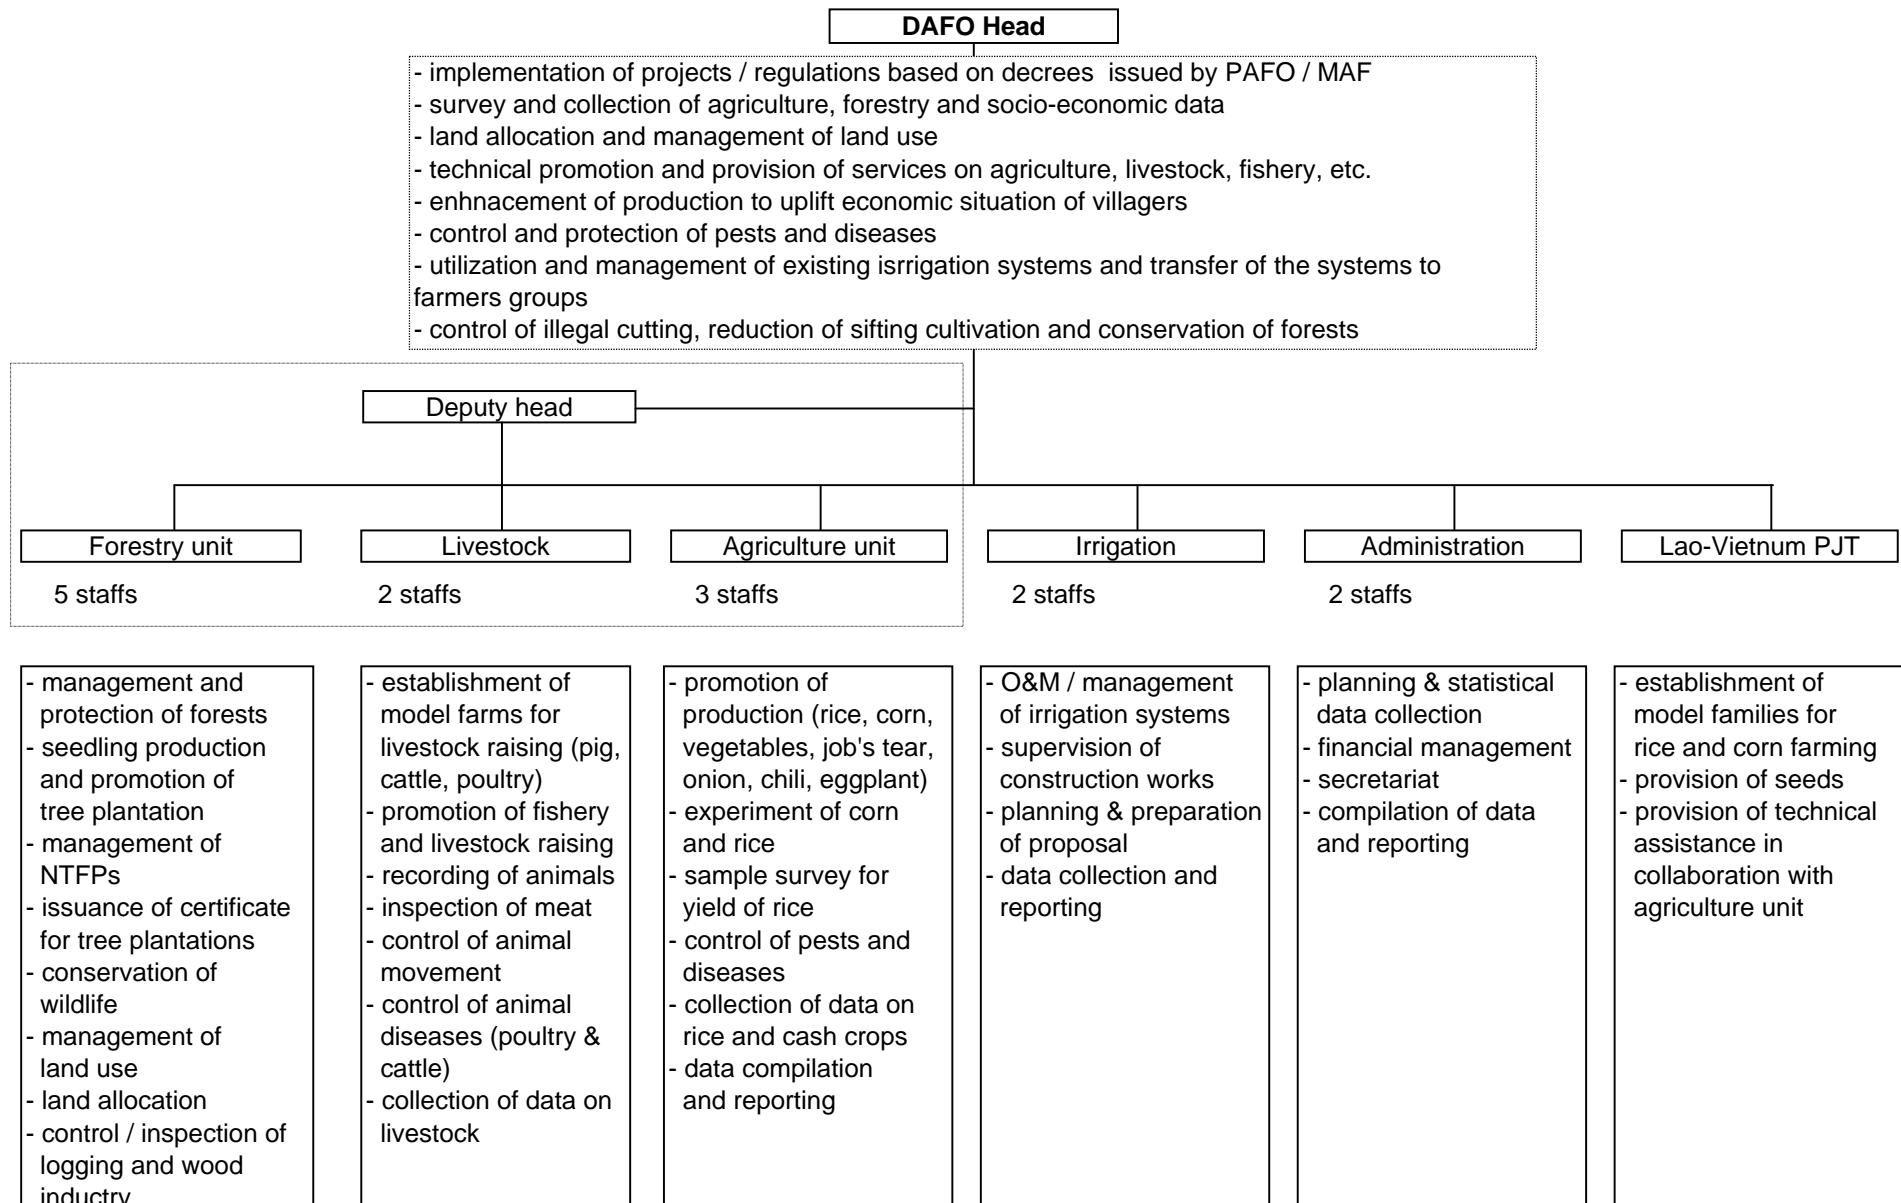 DAFO Head
- implementation of projects / regulations based on decrees  issued by PAFO / MAF
- survey and collection of agriculture, forestry and socio-economic data
- land allocation and management of land use
- technical promotion and provision of services on agriculture, livestock, fishery, etc.
- enhnacement of production to uplift economic situation of villagers
- control and protection of pests and diseases
- utilization and management of existing isrrigation systems and transfer of the systems to
farmers groups
- control of illegal cutting, reduction of sifting cultivation and conservation of forests
Deputy head
Forestry unit
Livestock
Agriculture unit
Irrigation
Administration
Lao-Vietnum PJT
5 staffs
2 staffs
3 staffs
2 staffs
2 staffs
- management and
protection of forests
- seedling production
and promotion of
tree plantation
- management of
NTFPs
- issuance of certificate
for tree plantations
- conservation of
wildlife
- management of
land use
- land allocation
- control / inspection of
logging and wood
inductry
- establishment of
model farms for
livestock raising (pig,
cattle, poultry)
- promotion of fishery
and livestock raising
- recording of animals
- inspection of meat
- control of animal
movement
- control of animal
diseases (poultry &
cattle)
- collection of data on
livestock
- promotion of
production (rice, corn,
vegetables, job's tear,
onion, chili, eggplant)
- experiment of corn
and rice
- sample survey for
yield of rice
- control of pests and
diseases
- collection of data on
rice and cash crops
- data compilation
and reporting
- O&M / management
of irrigation systems
- supervision of
construction works
- planning & preparation
of proposal
- data collection and
reporting
- planning & statistical
data collection
- financial management
- secretariat
- compilation of data
and reporting
- establishment of
model families for
rice and corn farming
- provision of seeds
- provision of technical
assistance in
collaboration with
agriculture unit